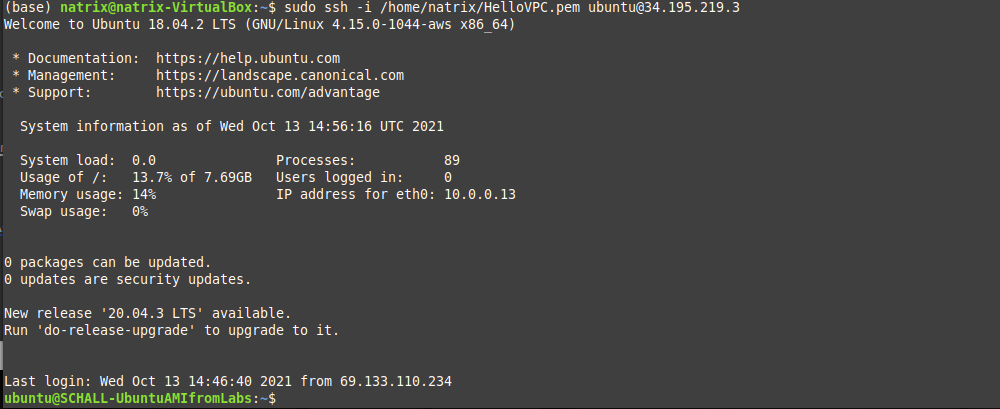 (base) natrix@natrix-VirtualBox:~$ sudo ssh -i /home/natrix/HelloVPC.pem ubuntu@34.195.219.3
Welcome to Ubuntu 18.04.2 LTS (GNU/Linux 4.15.0-1044-aws x86_64)
* Documentation:  https://help.ubuntu.com
* Management:     https://landscape.canonical.com
* Support:        https://ubuntu.com/advantage
System information as of Wed Oct 13 14:56:16 UTC 2021
System load:  0.0               Processes:           89
Usage of /:   13.7% of 7.69GB   Users logged in:     0
Memory usage: 14%               IP address for eth0: 10.0.0.13
Swap usage:   0%
0 packages can be updated.
0 updates are security updates.
New release '20.04.3 LTS' available.
Run 'do-release-upgrade' to upgrade to it.
Last login: Wed Oct 13 14:46:40 2021 from 69.133.110.234
ubuntu@SCHALL-UbuntuAMIfromLabs:~$